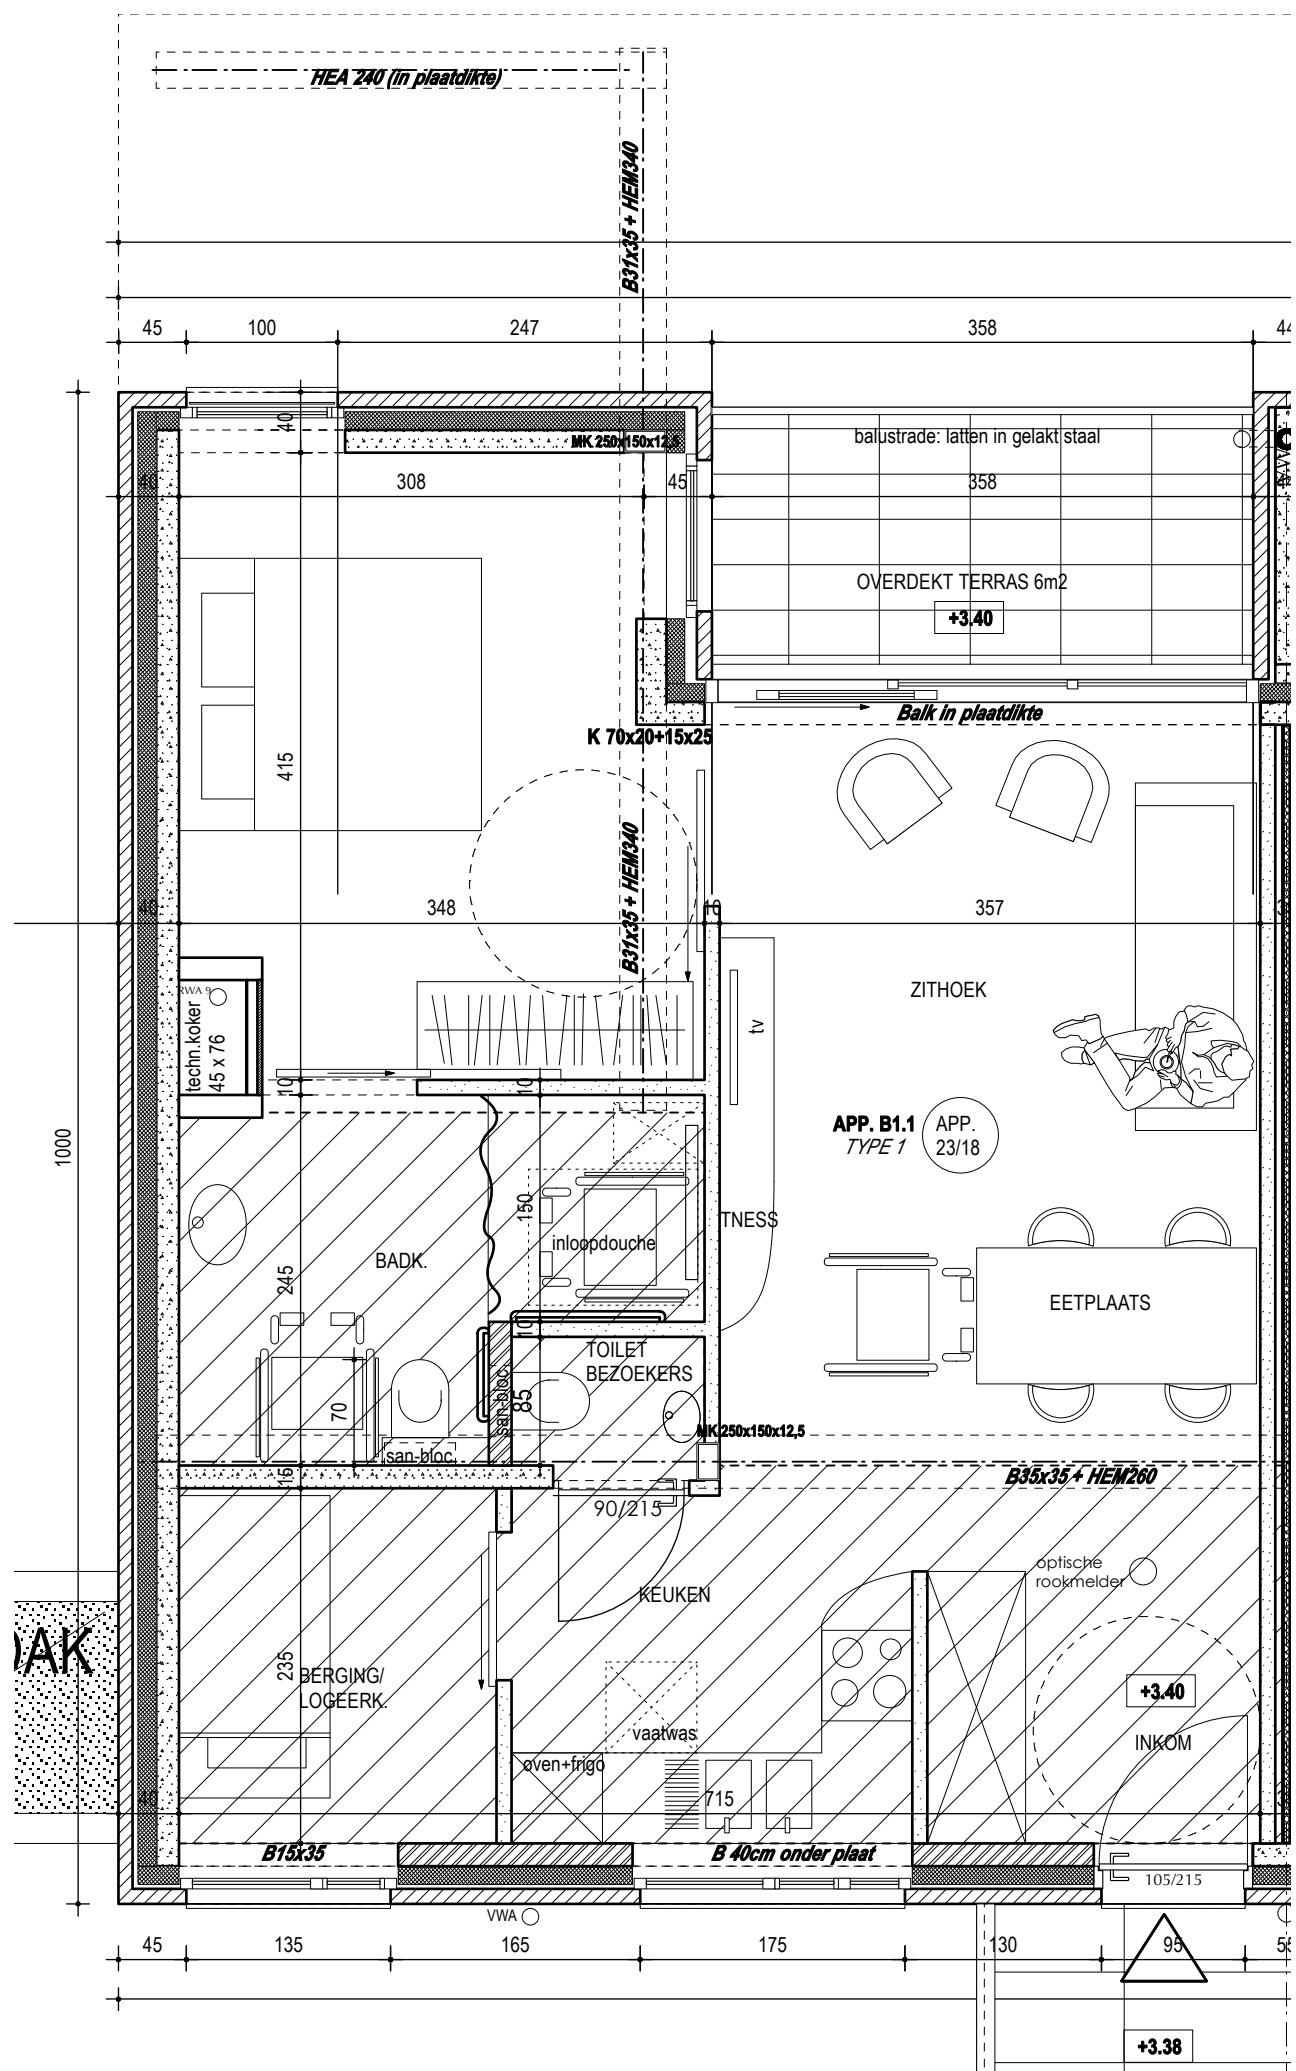 HEA 240 (in plaatdikte)
B31x35 + HEM340
45 100 247 358 44
40
MK 250x150x12,5
balustrade: latten in gelakt staal
40 308 45 358
OVERDEKT TERRAS 6m2
+3.40
Balk in plaatdikte
K 70x20+15x25
415
B31x35 + HEM340
40 348 10 357
ZITHOEK
RWA 9
techn.koker
45 x 76
tv
10 10
1000
APP. B1.1
TYPE 1
APP.
23/18
150
TNESS
inloopdouche
BADK.
245
EETPLAATS
10
TOILET
BEZOEKERS
san-bloc
85
70
MK 250x150x12,5
san-bloc
15
B35x35 + HEM260
90/215
optische
rookmelder
KEUKEN
DAK
235
BERGING/
LOGEERK.
+3.40
vaatwas
INKOM
oven+frigo
40 715
B15x35
B 40cm onder plaat
105/215
VWA
45 135 165 175 130 95 55
+3.38